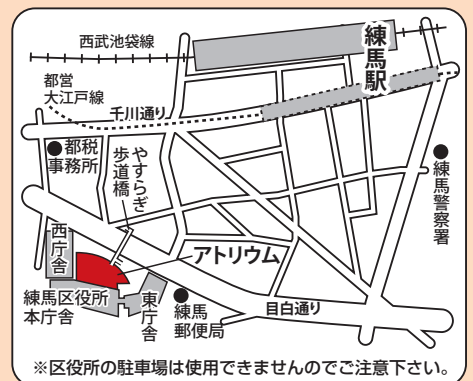 西武池袋線
練馬駅
都営
大江戸線
千川通り
都税
事務所
やすらぎ
歩道橋
練馬警察署
西庁舎
アトリウム
練馬区役所
本庁舎
東庁舎
練馬
郵便局
目白通り
※区役所の駐車場は使用できませんのでご注意下さい。